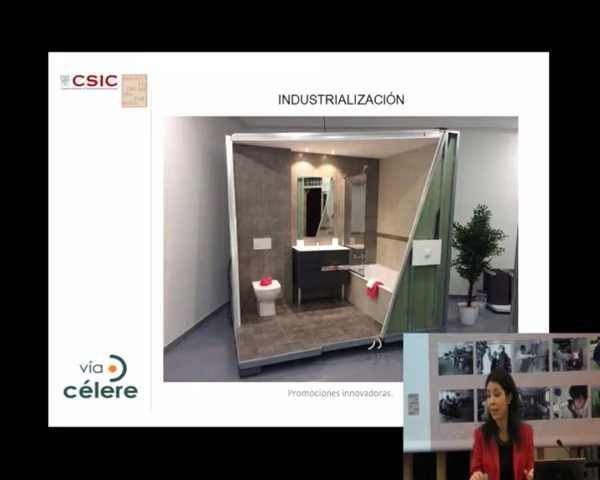 CSIC
INDUSTRIALIZACIÓN
vía
célere
Promociones innovadoras.